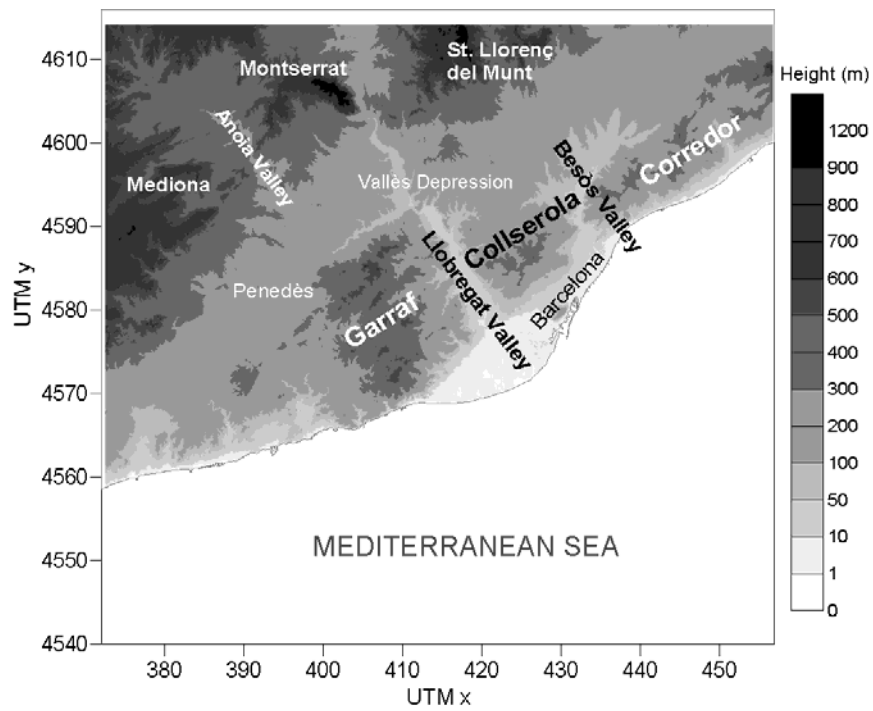 4610
4600
4590
4580
4570
4560
4550
4540
UTM y
Montserrat
St. Llorenç
del Munt
Anoia Valley
Mediona
Vallès Depression
Besòs Valley
Corredor
Collserola
Llobregat Valley
Penedès
Garraf
Barcelona
MEDITERRANEAN SEA
380
390
400
410
420
430
440
450
UTM x
Height (m)
1200
900
800
700
600
500
400
300
200
100
50
10
1
0